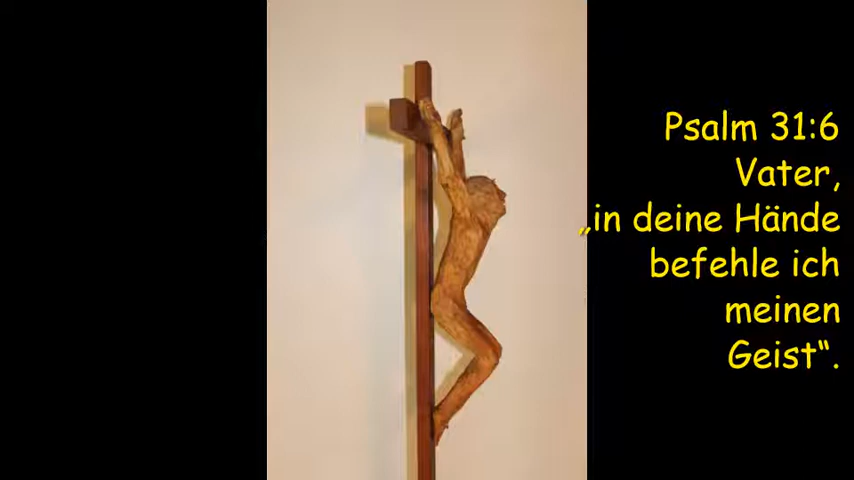 Psalm 31:6
Vater,
„in deine Hände
befehle ich
meinen
Geist“.